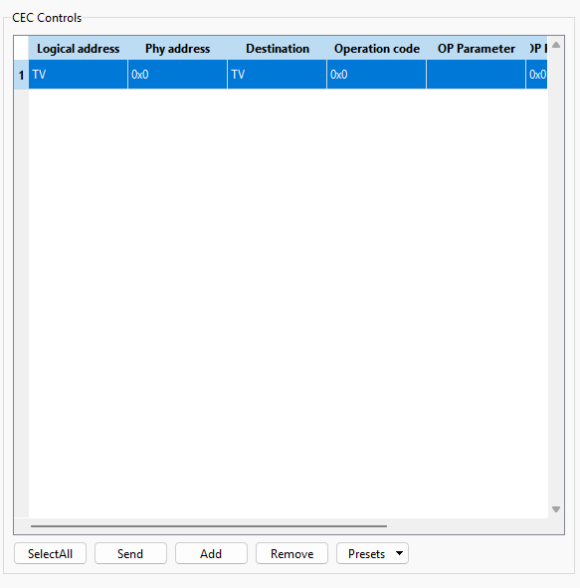 CEC Controls
Logical address Phy address Destination Operation code OP Parameter
1 TV 0x0 TV 0x0 0x0
SelectAll Send Add Remove Presets